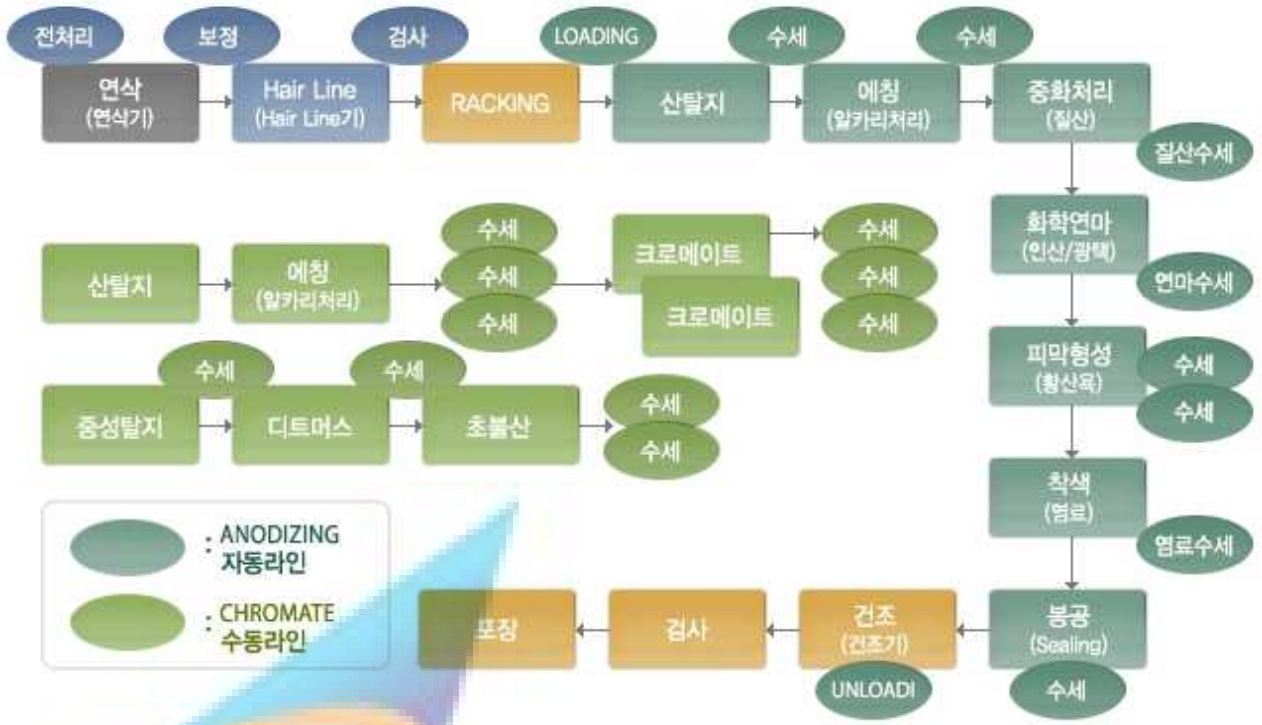 전처리
보정
검사
LOADING
수세
수세
연삭
(연삭기)
Hair Line
(Hair Line기)
RACKING
산탈지
에칭
(알카리처리)
중화처리
(질산)
질산수세
화학연마
(인산/광택)
연마수세
피막형성
(황산욕)
수세
수세
착색
(염료)
염료수세
봉공
(Sealing)
수세
건조
(건조기)
UNLOADI
검사
포장
산탈지
에칭
(알카리처리)
수세
수세
수세
크로메이트
크로메이트
수세
수세
수세
중성탈지
수세
디트머스
수세
초불산
수세
수세
: ANODIZING
자동라인
: CHROMATE
수동라인